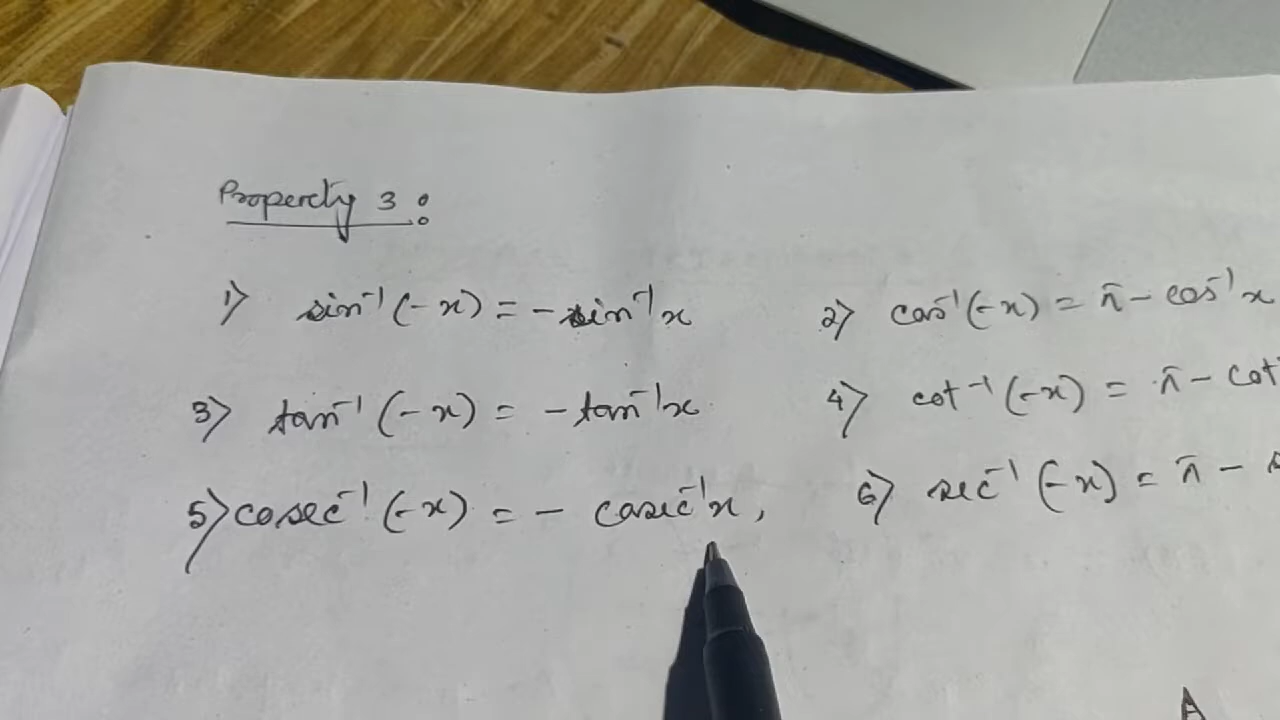 Property 3 :
1) sin⁻¹(-x) = -sin⁻¹x 2) cos⁻¹(-x) = π - cos⁻¹x
3) tan⁻¹(-x) = -tan⁻¹x 4) cot⁻¹(-x) = π - cot
5) cosec⁻¹(-x) = - cosec⁻¹x, 6) sec⁻¹(-x) = π -
A